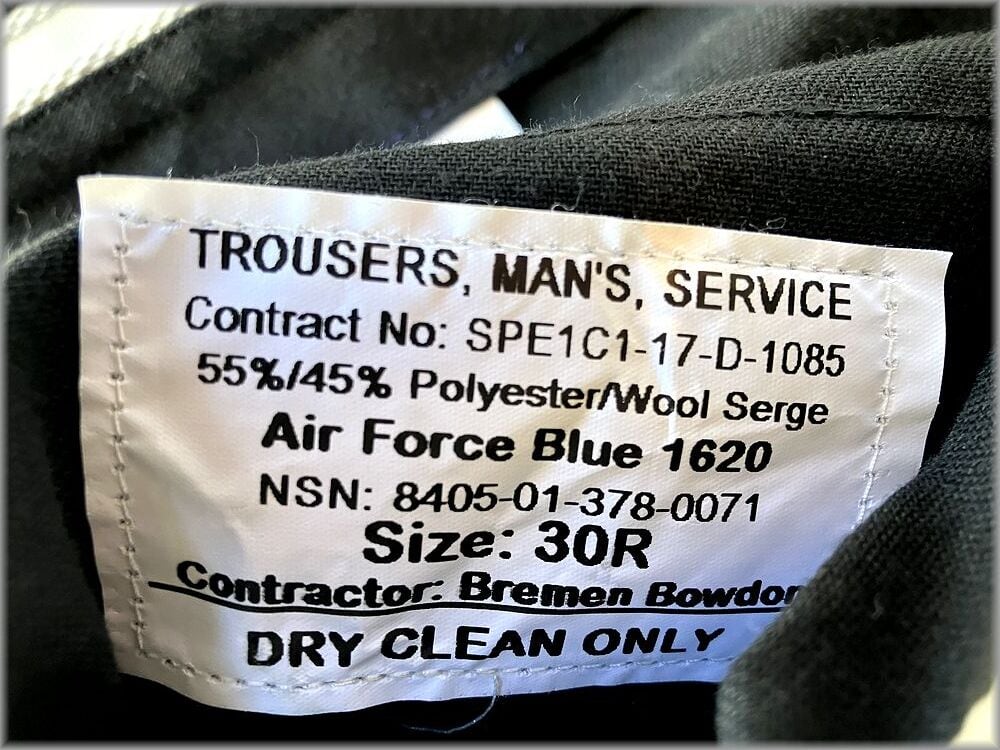 TROUSERS, MAN'S, SERVICE
Contract No: SPE1C1-17-D-1085
55%/45% Polyester/Wool Serge
Air Force Blue 1620
NSN: 8405-01-378-0071
Size: 30R
Contractor: Bremen Bowdon
DRY CLEAN ONLY